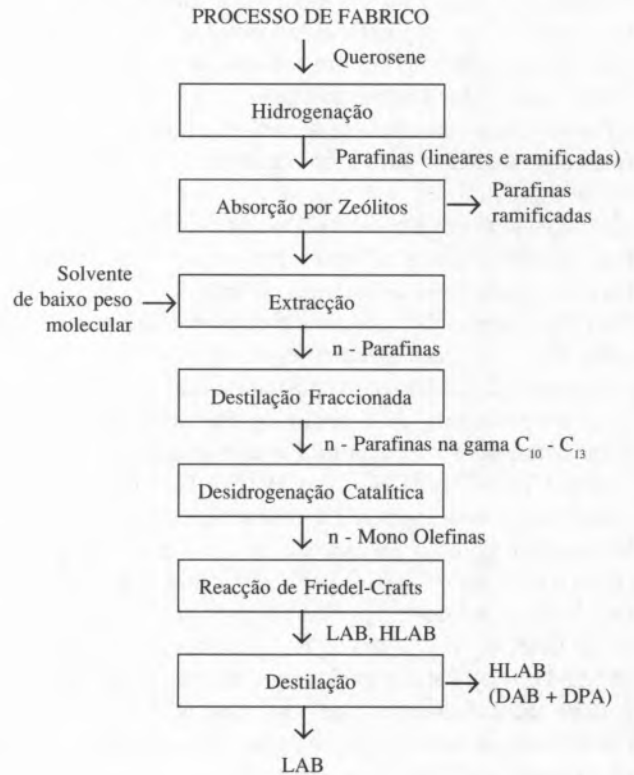 PROCESSO DE FABRICO
Querosene
Hidrogenação
Parafinas (lineares e ramificadas)
Absorção por Zeólitos
Parafinas
ramificadas
Solvente
de baixo peso
molecular
Extracção
n - Parafinas
Destilação Fraccionada
n - Parafinas na gama C₁₀ - C₁₃
Desidrogenação Catalítica
n - Mono Olefinas
Reacção de Friedel-Crafts
LAB, HLAB
Destilação
HLAB
(DAB + DPA)
LAB